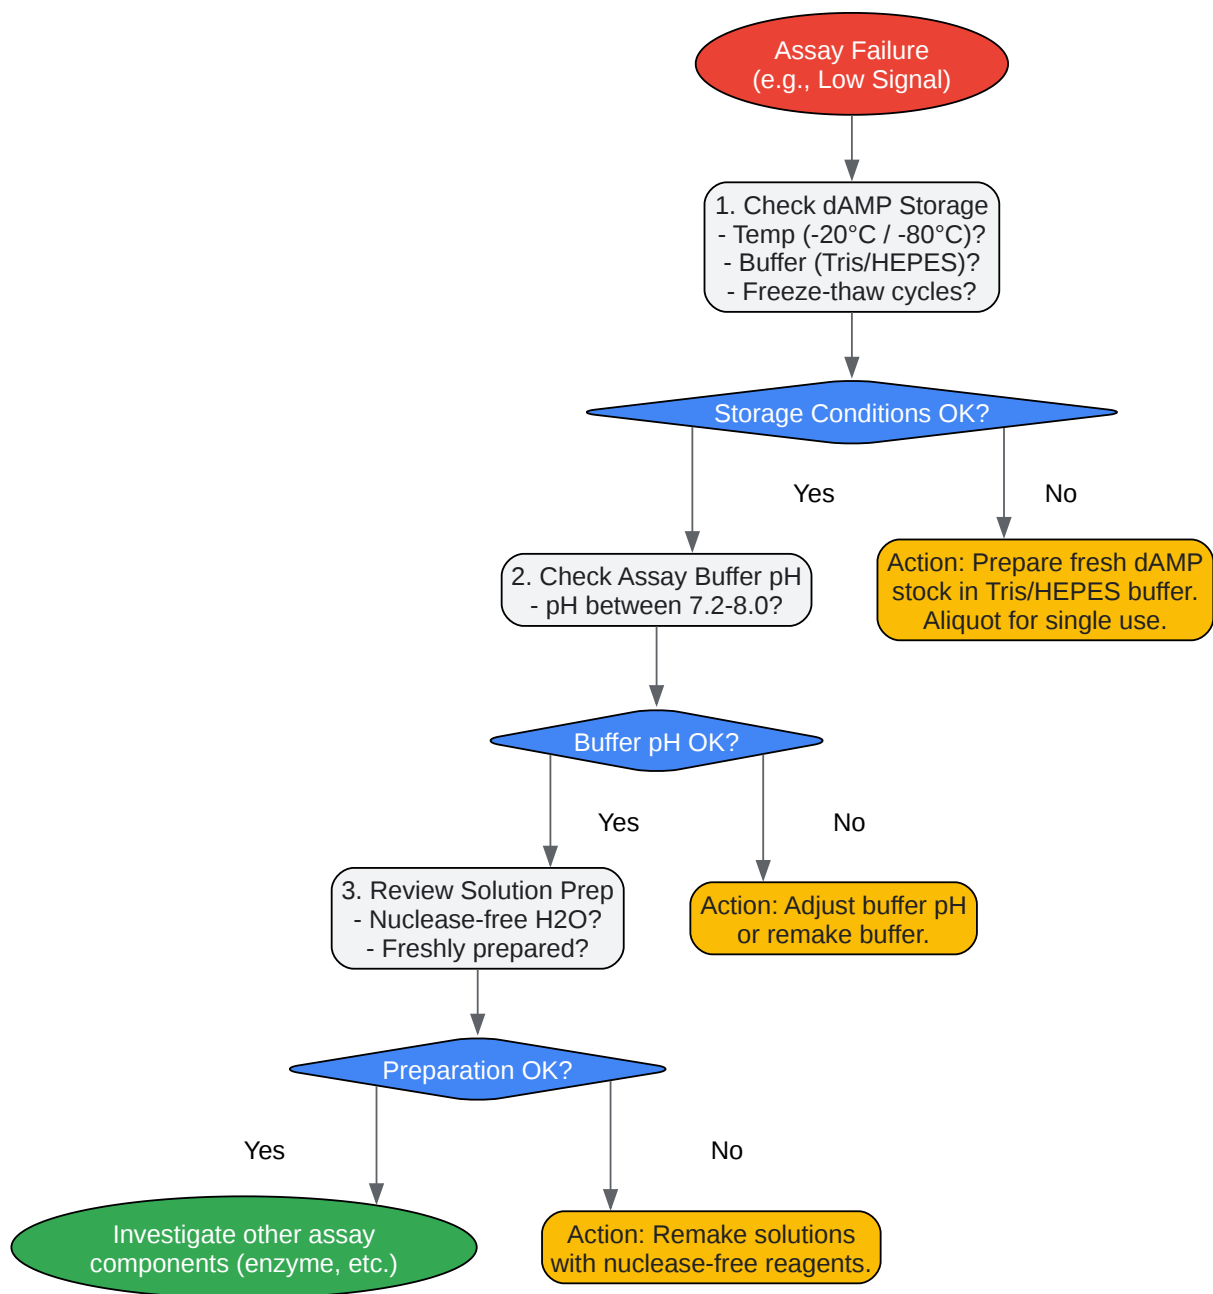 Assay Failure
(e.g., Low Signal)
1. Check dAMP Storage
- Temp (-20°C / -80°C)?
- Buffer (Tris/HEPES)?
- Freeze-thaw cycles?
Storage Conditions OK?
Yes
No
2. Check Assay Buffer pH
- pH between 7.2-8.0?
Action: Prepare fresh dAMP
stock in Tris/HEPES buffer.
Aliquot for single use.
Buffer pH OK?
Yes
No
3. Review Solution Prep
- Nuclease-free H2O?
- Freshly prepared?
Action: Adjust buffer pH
or remake buffer.
Preparation OK?
Yes
No
Investigate other assay
components (enzyme, etc.)
Action: Remake solutions
with nuclease-free reagents.